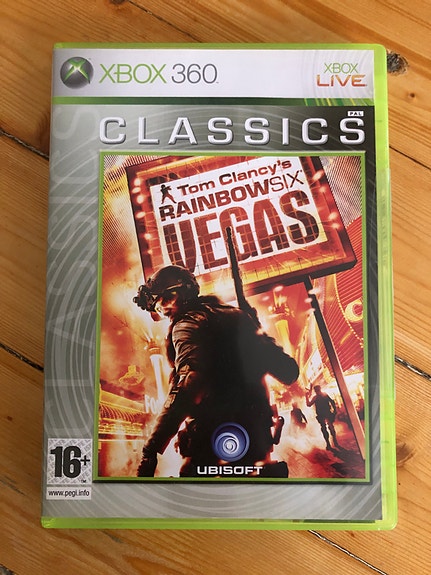 XBOX 360
XBOX
LIVE
PAL
CLASSICS
Tom Clancy's
RAINBOWSIX
VEGAS
16+
www.pegi.info
UBISOFT